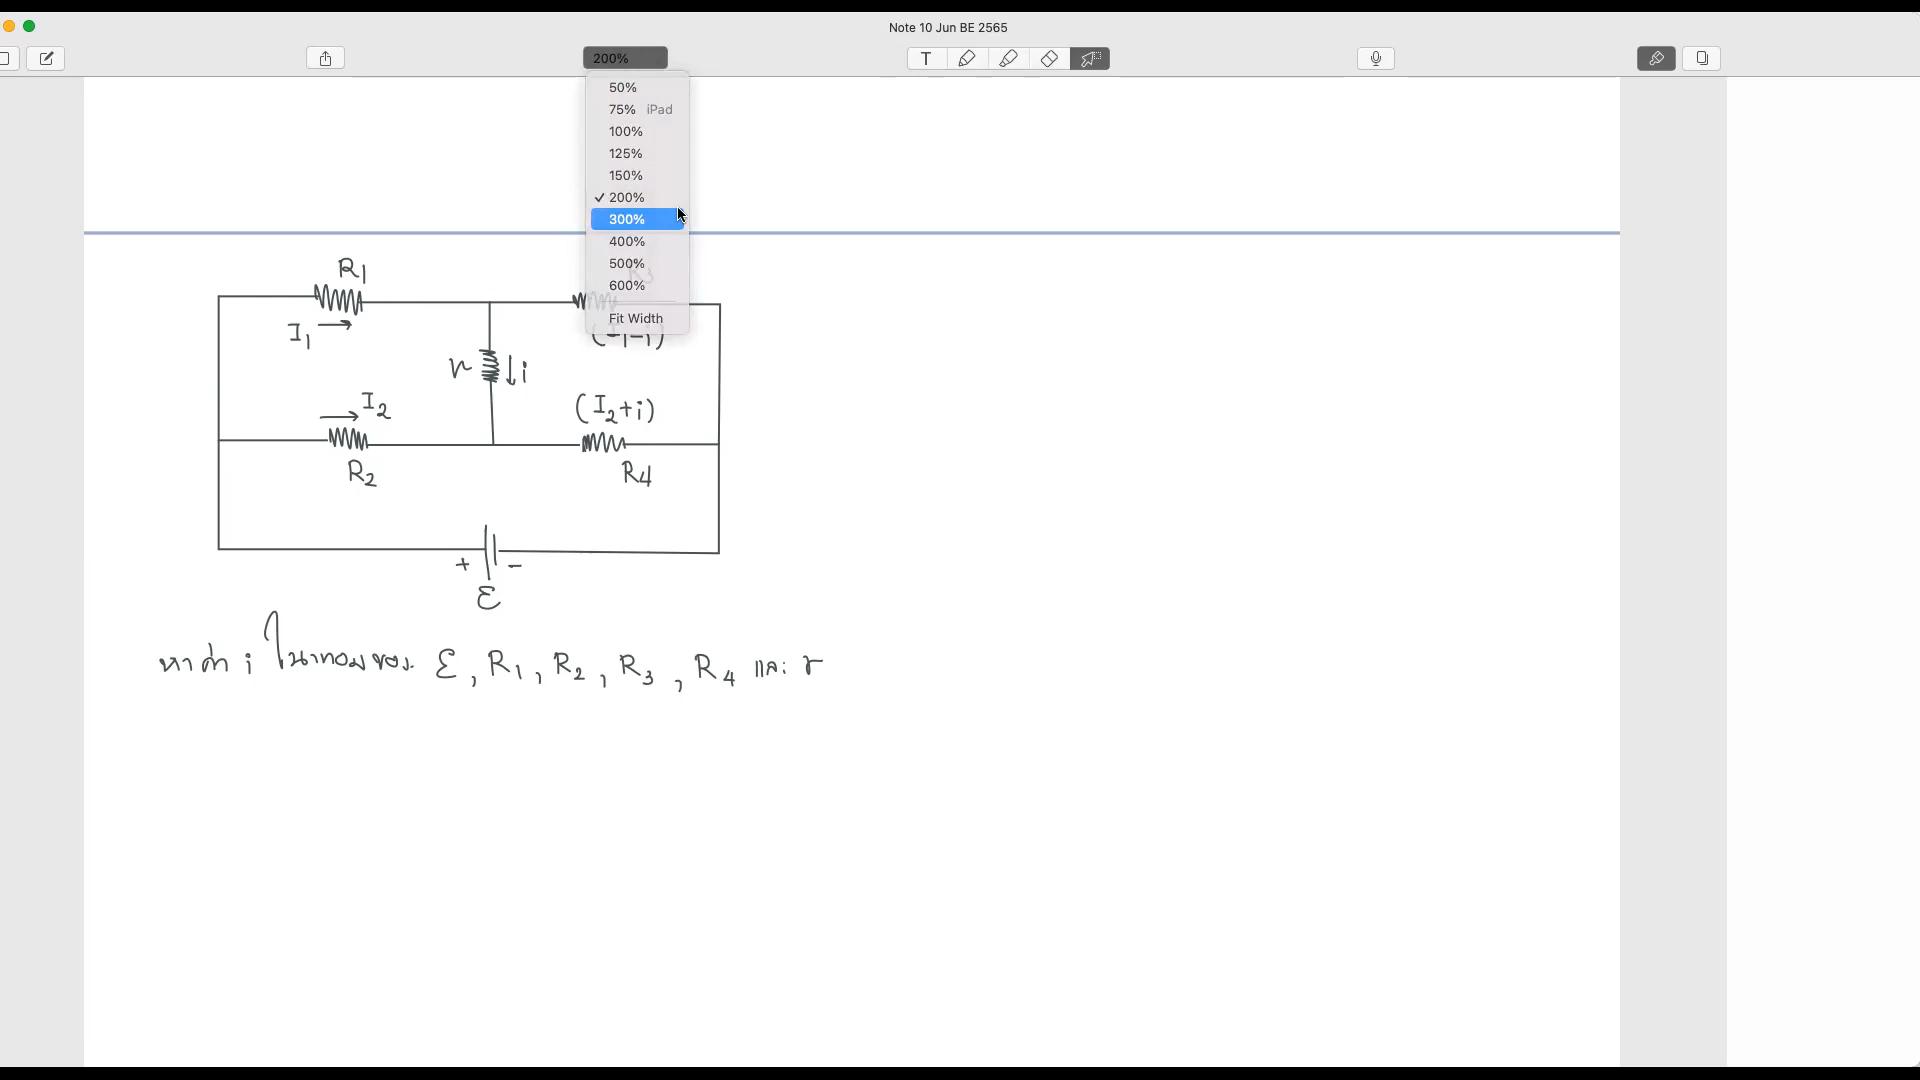 Note 10 Jun BE 2565
200%
T
50%
75% iPad
100%
125%
150%
✓ 200%
300%
400%
500%
600%
Fit Width
R₁
R₃
I₁
(I₁-i)
r i
I₂
(I₂+i)
R₂
R₄
+ -
ε
หาค่า i ในเทอมของ ε, R₁, R₂, R₃, R₄ และ r